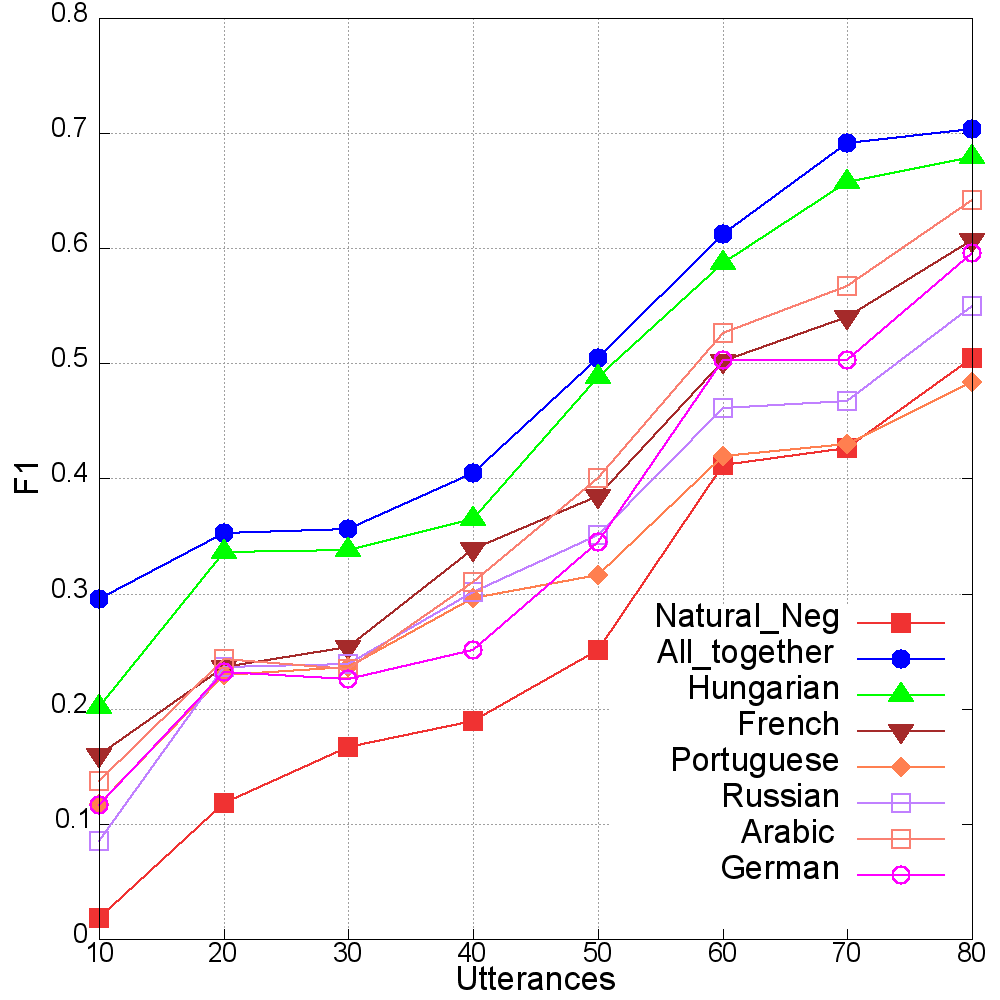 0.8
0.7
0.6
0.5
0.4
0.3
0.2
0.1
0
F1
Natural_Neg
All_together
Hungarian
French
Portuguese
Russian
Arabic
German
10 20 30 40 50 60 70 80
Utterances